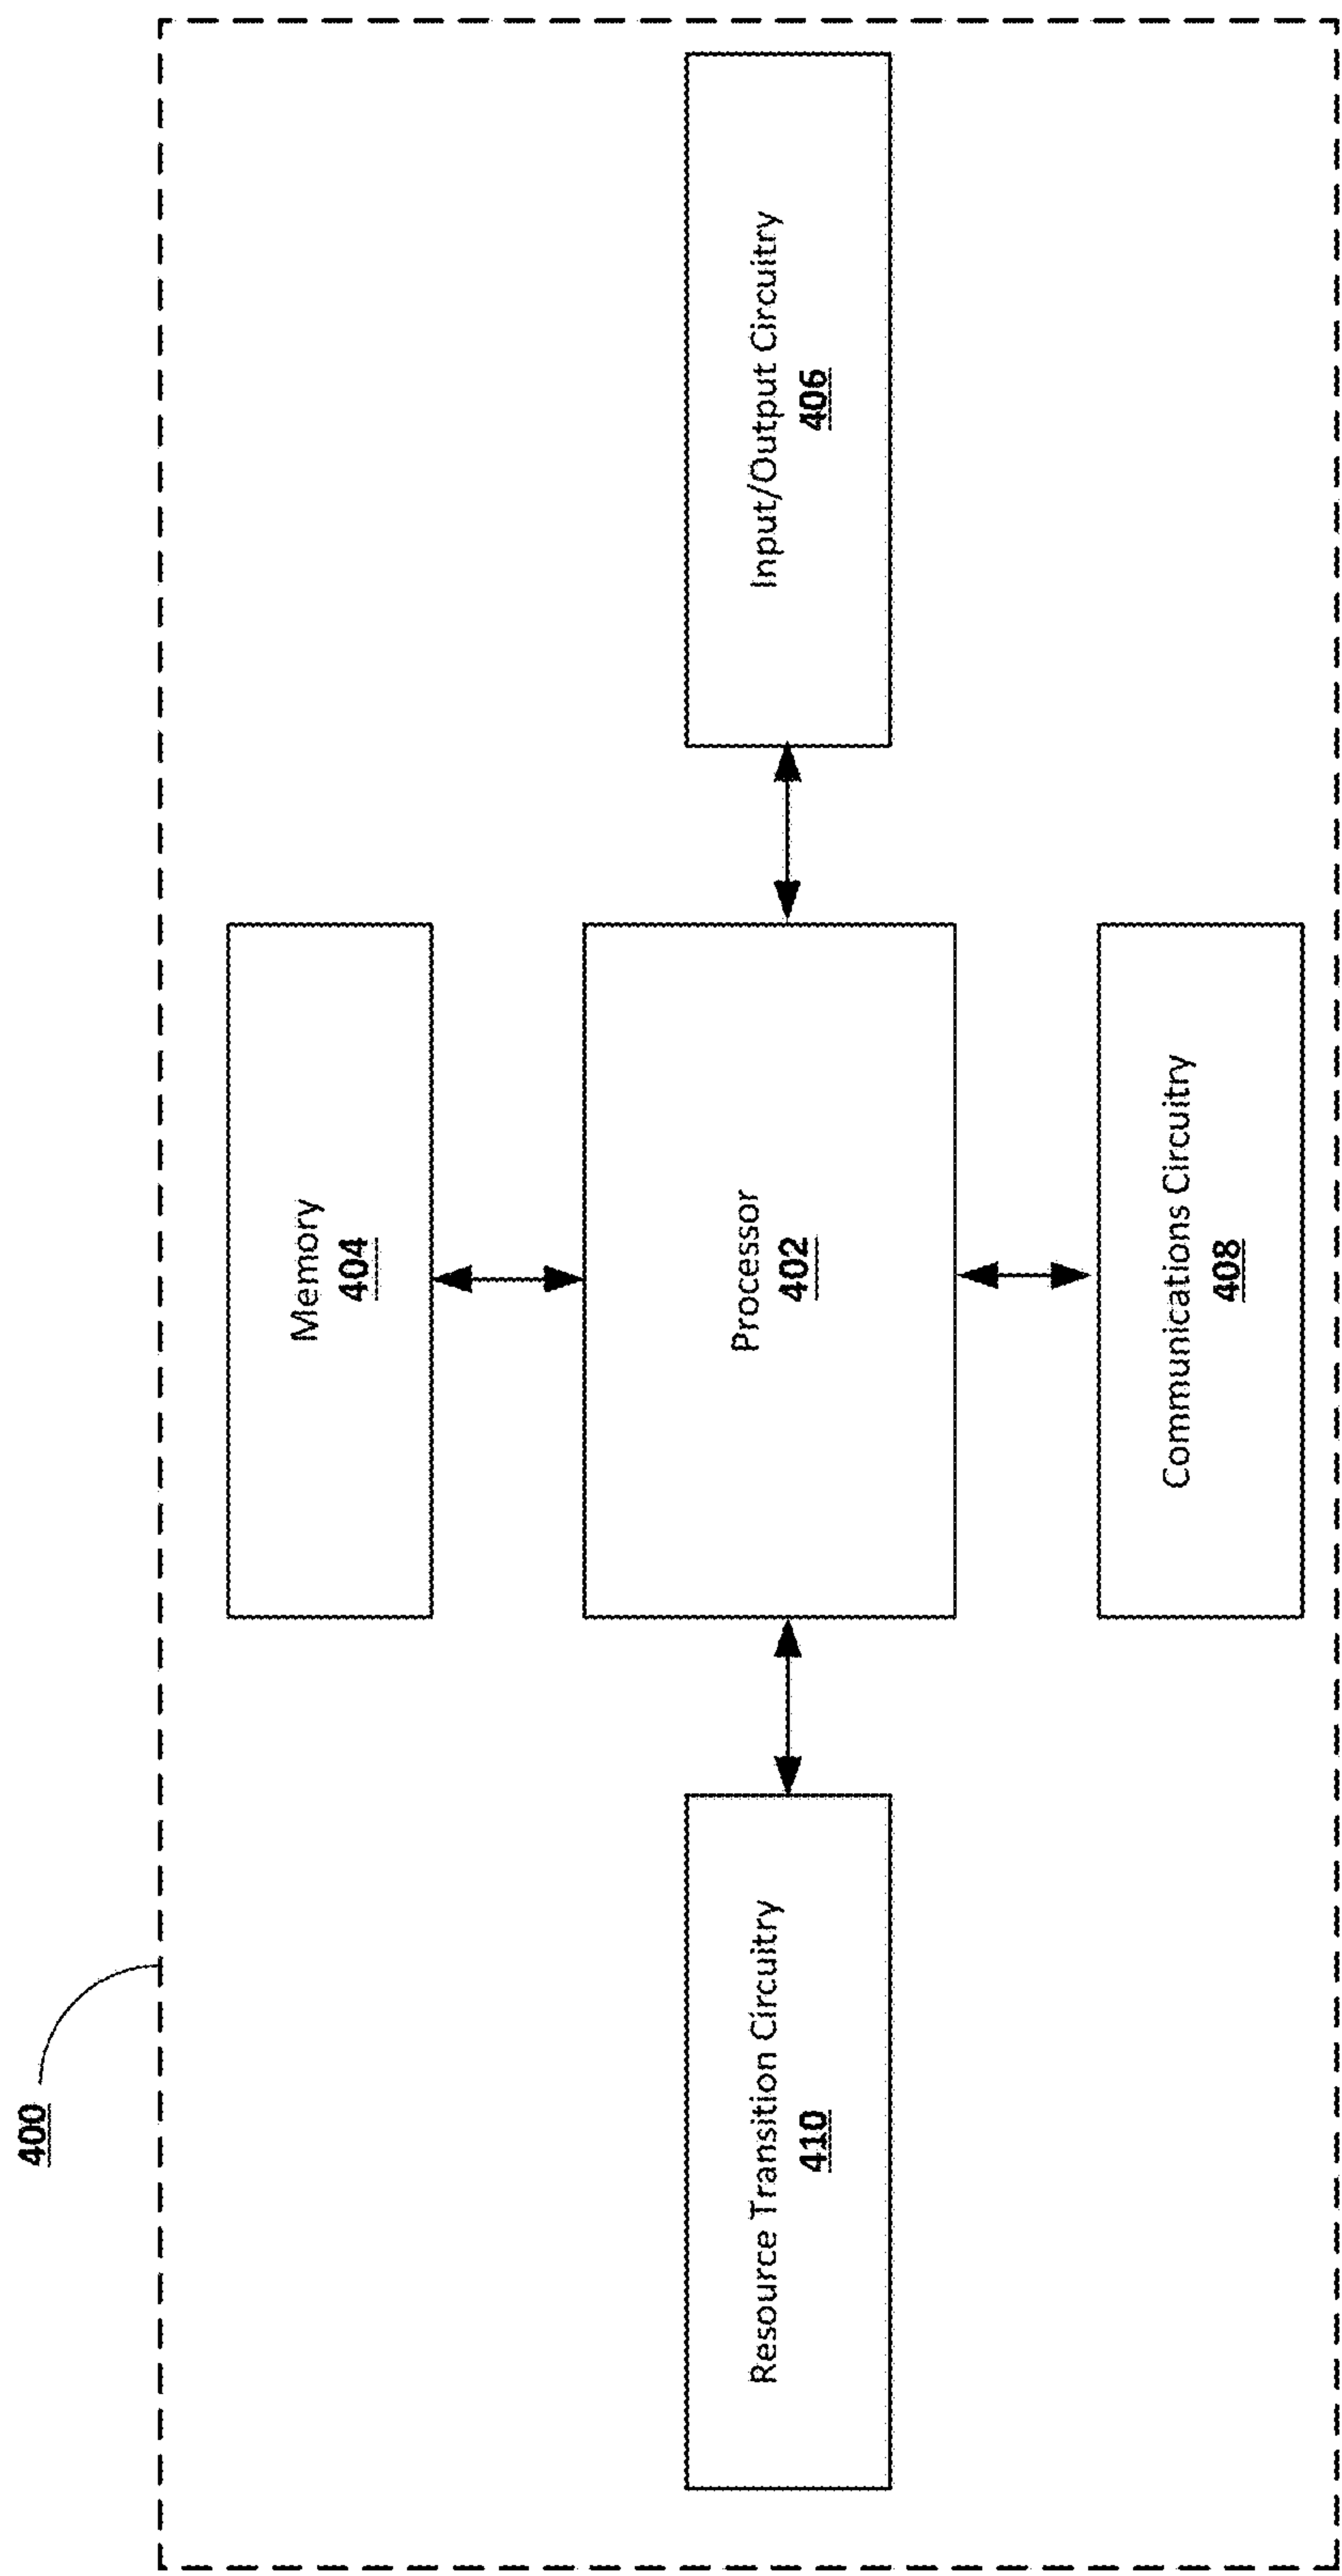 400
Memory
404
Resource Transition Circuitry
410
Processor
402
Input/Output Circuitry
406
Communications Circuitry
408